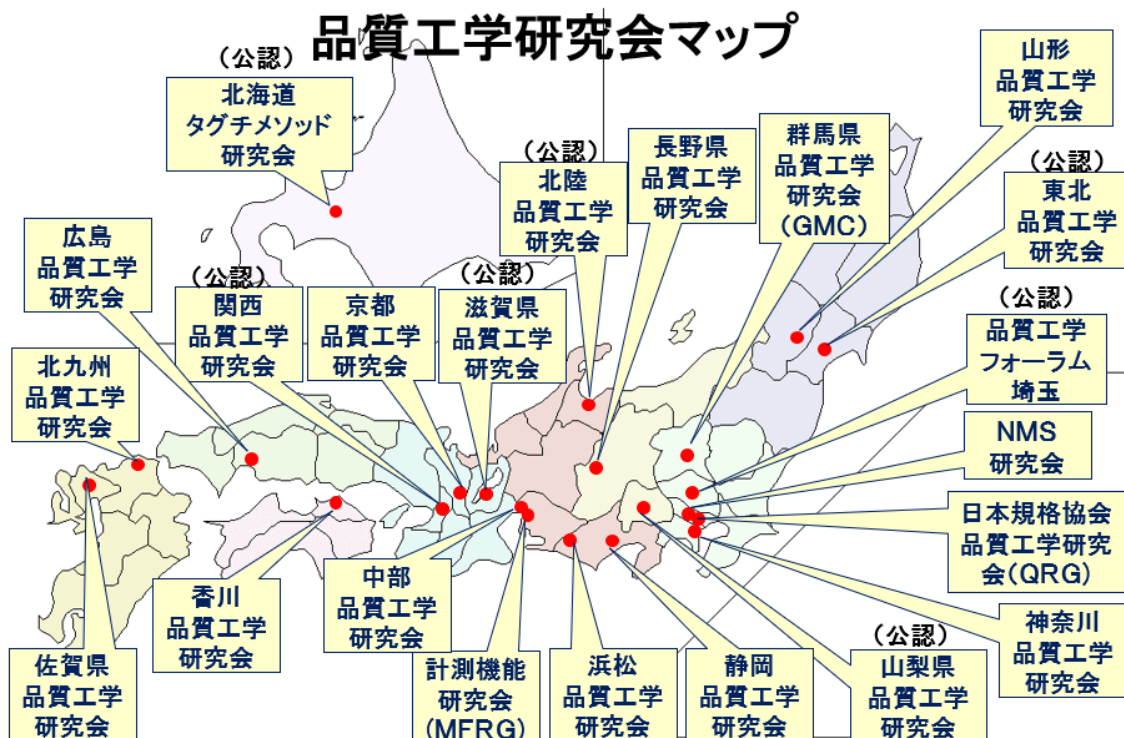 品質工学研究会マップ
（公認）
北海道
タグチメソッド
研究会
山形
品質工学
研究会
（公認）
北陸
品質工学
研究会
長野県
品質工学
研究会
群馬県
品質工学
研究会
(GMC)
（公認）
東北
品質工学
研究会
広島
品質工学
研究会
（公認）
関西
品質工学
研究会
京都
品質工学
研究会
（公認）
滋賀県
品質工学
研究会
（公認）
品質工学
フォーラム
埼玉
北九州
品質工学
研究会
NMS
研究会
日本規格協会
品質工学研究
会(QRG)
神奈川
品質工学
研究会
佐賀県
品質工学
研究会
香川
品質工学
研究会
中部
品質工学
研究会
計測機能
研究会
(MFRG)
浜松
品質工学
研究会
静岡
品質工学
研究会
（公認）
山梨県
品質工学
研究会